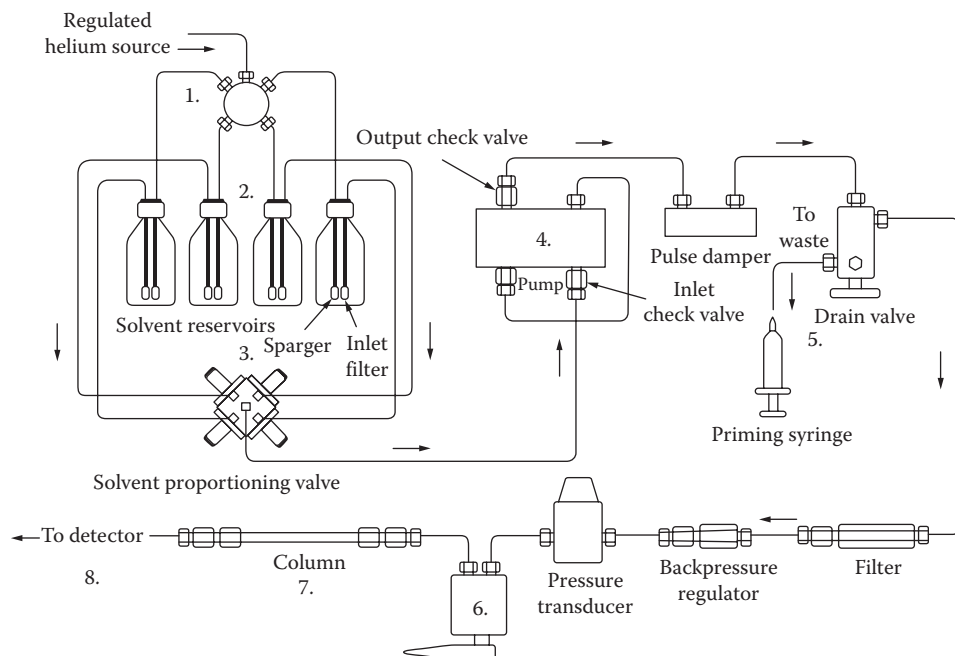 Regulated
helium source
1.
Output check valve
2.
To
waste
4.
Pulse damper
Pump
Inlet
check valve
Solvent reservoirs
Sparger
Inlet
filter
3.
Drain valve
5.
Priming syringe
Solvent proportioning valve
To detector
8.
Column
7.
6.
Pressure
transducer
Backpressure
regulator
Filter